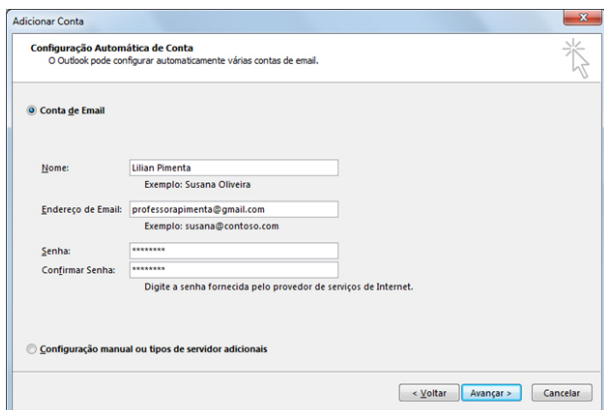 Adicionar Conta
Configuração Automática de Conta
O Outlook pode configurar automaticamente várias contas de email.
Conta de Email
Nome: Lilian Pimenta
Exemplo: Susana Oliveira
Endereço de Email: professorapimenta@gmail.com
Exemplo: susana@contoso.com
Senha: ********
Confirmar Senha: ********
Digite a senha fornecida pelo provedor de serviços de Internet.
Configuração manual ou tipos de servidor adicionais
< Voltar Avançar > Cancelar